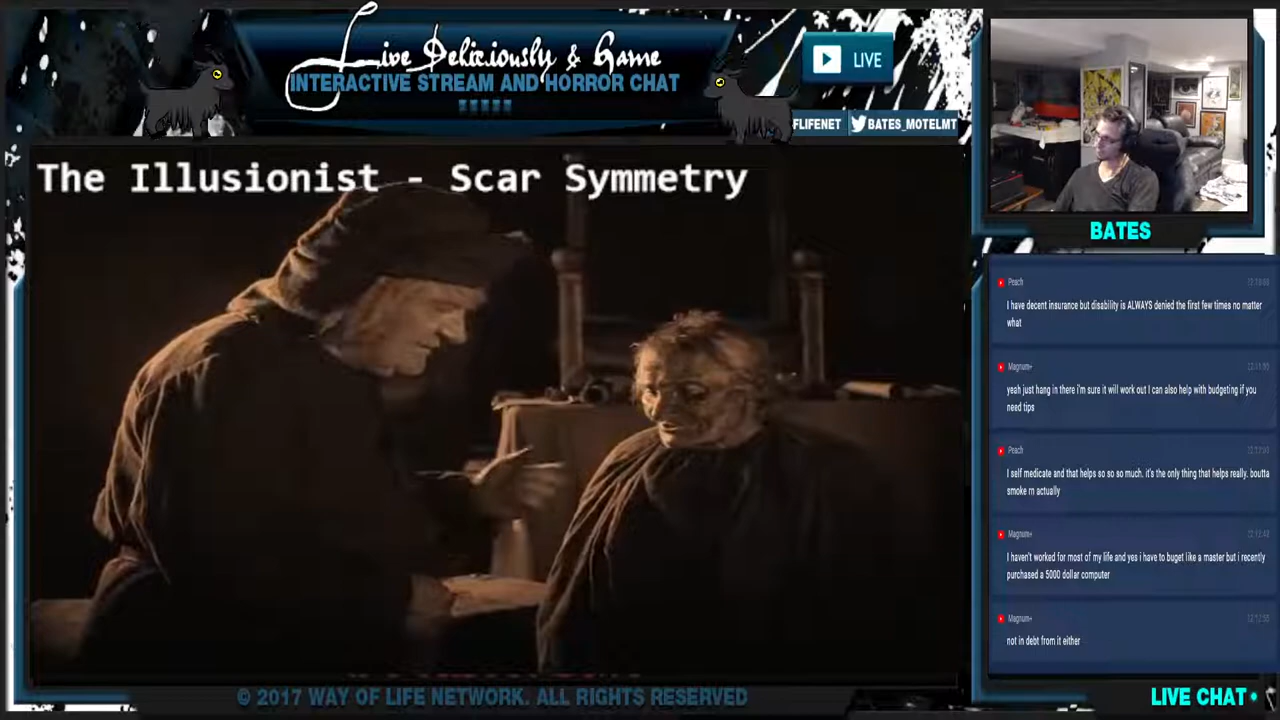 Live Deliciously & Game
INTERACTIVE STREAM AND HORROR CHAT
LIVE
FLIFENET
BATES_MOTELMT
The Illusionist - Scar Symmetry
BATES
Peach
I have decent insurance but disability is ALWAYS denied the first few times no matter
what
Magnum+
yeah just hang in there i'm sure it will work out I can also help with budgeting if you
need tips
Peach
I self medicate and that helps so so so much. it's the only thing that helps really. boutta
smoke rn actually
Magnum+
I haven't worked for most of my life and yes i have to buget like a master but i recently
purchased a 5000 dollar computer
Magnum+
not in debt from it either
© 2017 WAY OF LIFE NETWORK. ALL RIGHTS RESERVED
LIVE CHAT